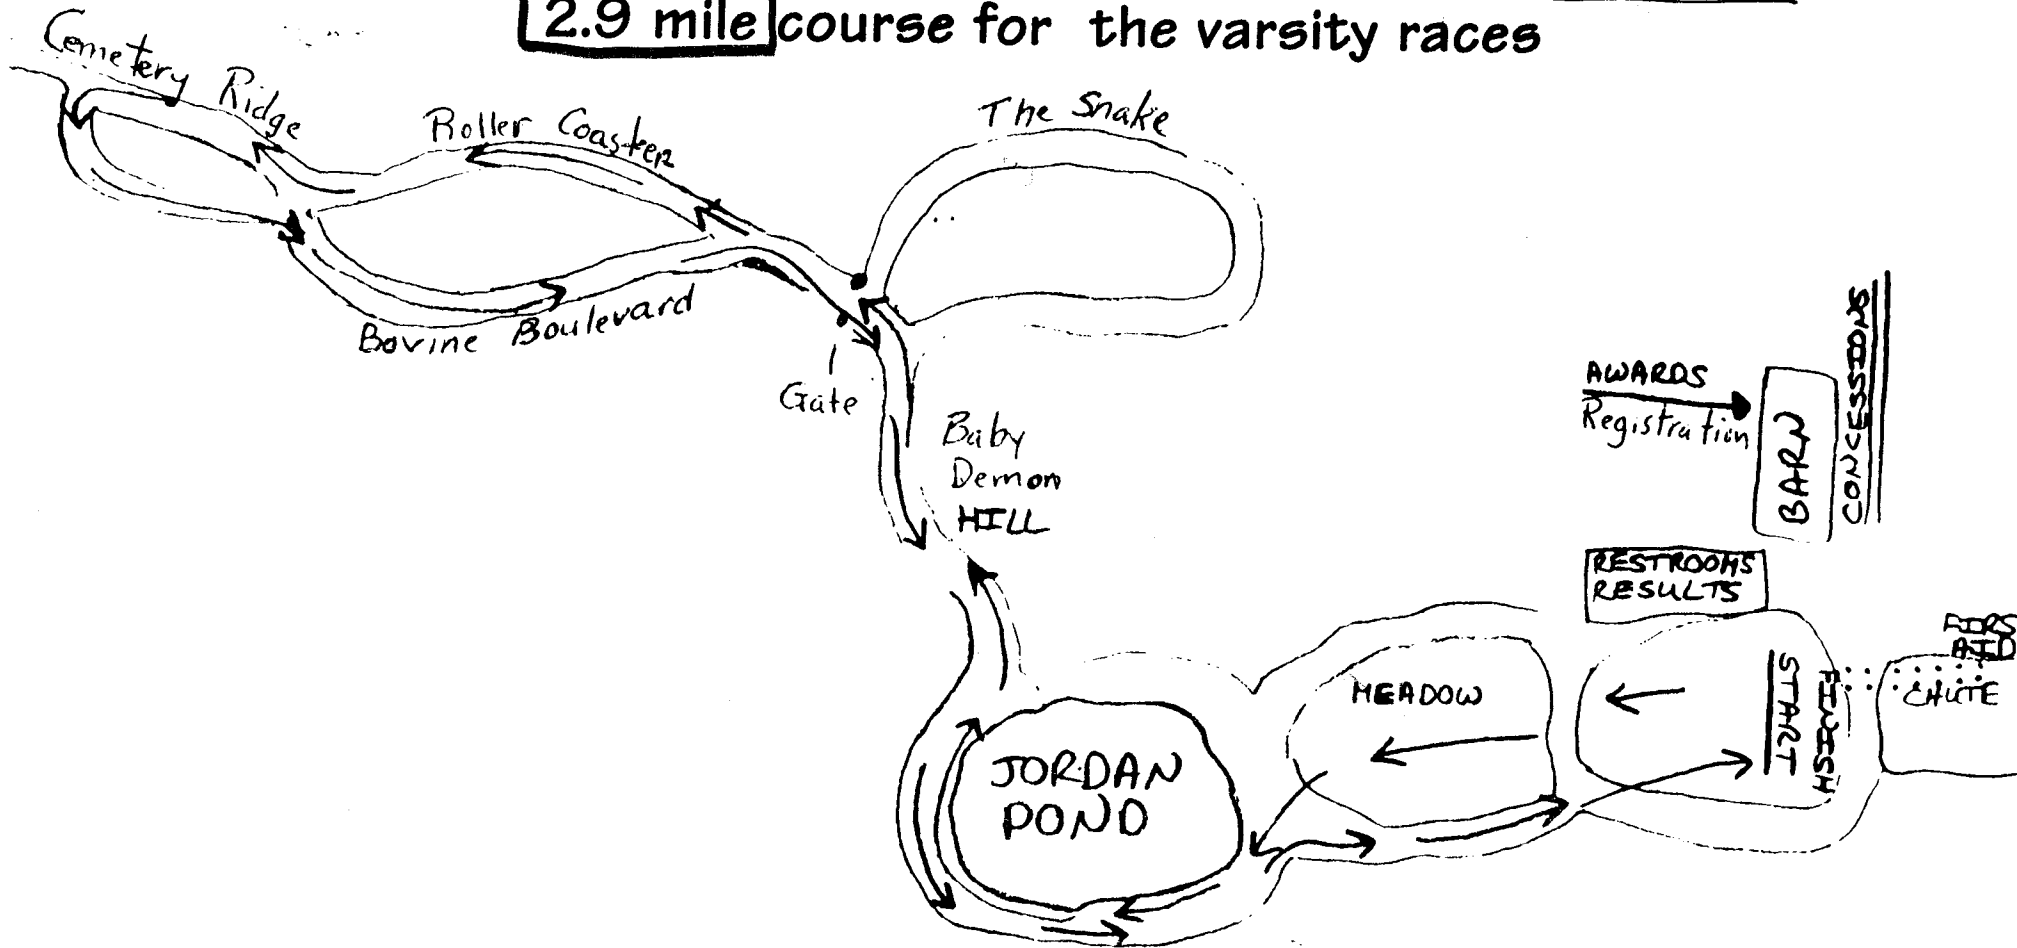 2.9 mile course for the varsity races
Cemetery Ridge
Roller Coaster
The Snake
Bovine Boulevard
Gate
Baby
Demon
HILL
AWARDS
Registration
BARN
CONCESSIONS
RESTROOMS
RESULTS
FIRS
AID
MEADOW
START
FINISH
CHUTE
JORDAN
POND